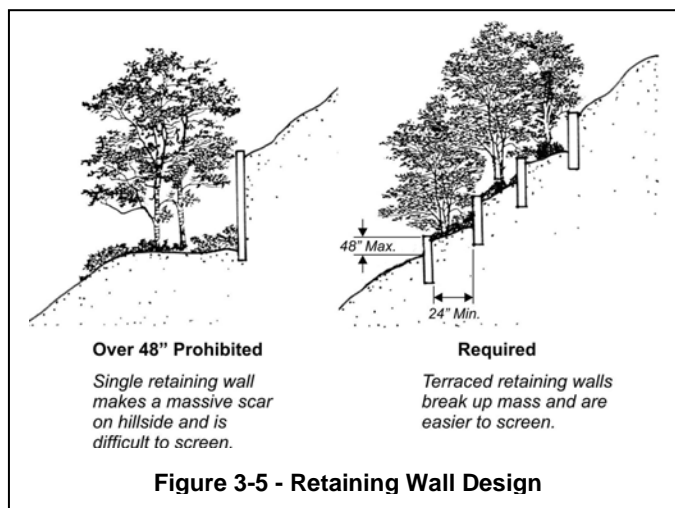 48" Max.
24" Min.
Over 48” Prohibited
Single retaining wall
makes a massive scar
on hillside and is
difficult to screen.
Required
Terraced retaining walls
break up mass and are
easier to screen.
Figure 3-5 - Retaining Wall Design